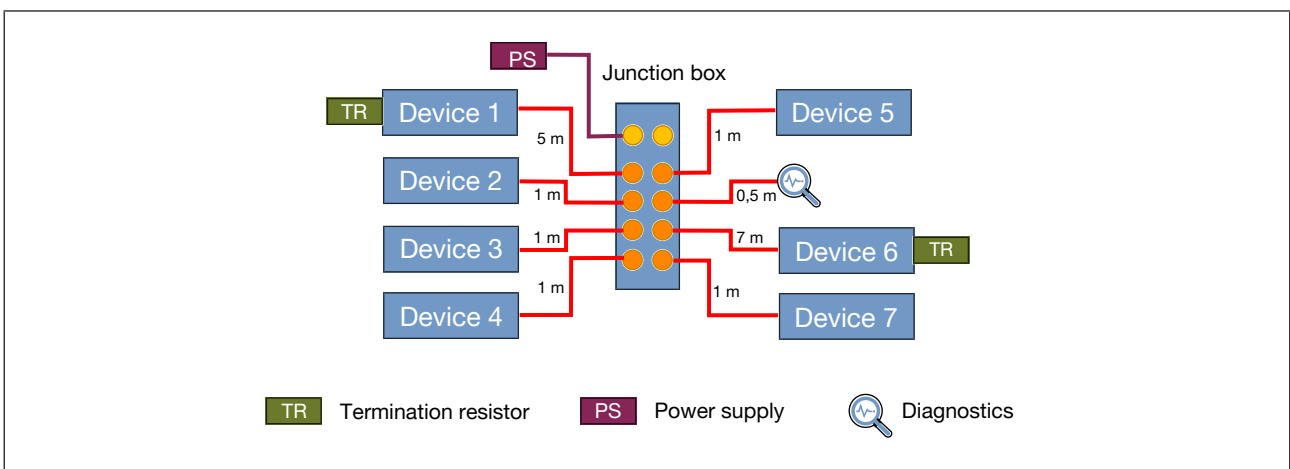 PS
Junction box
TR Device 1
5 m
Device 5
1 m
Device 2
1 m
0,5 m
Device 3
1 m
7 m
Device 6 TR
Device 4
1 m
1 m
Device 7
TR Termination resistor PS Power supply Diagnostics